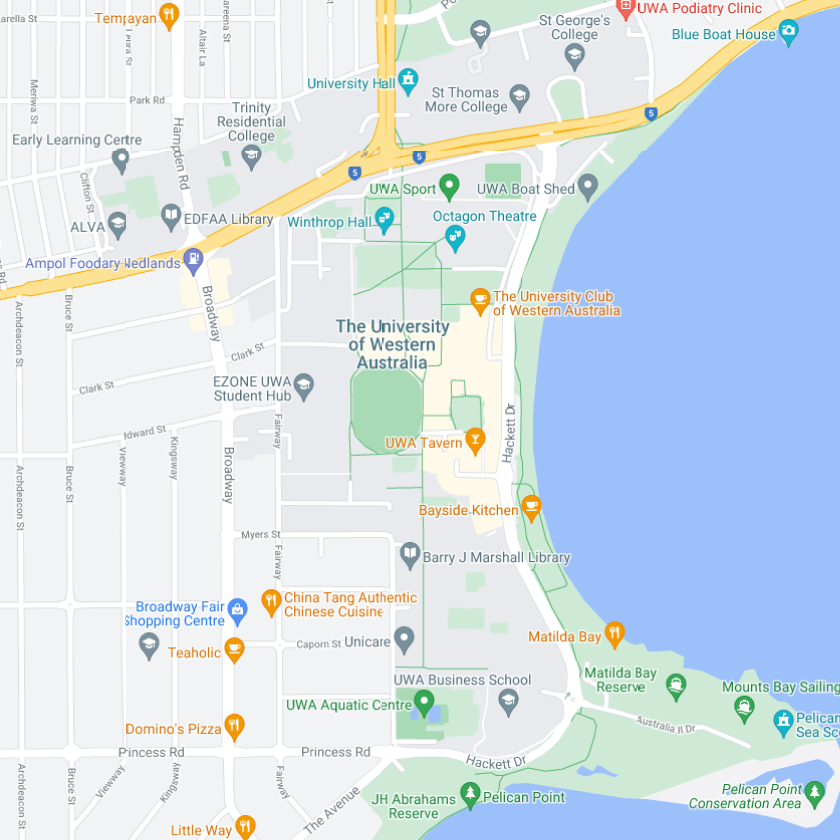 UWA Podiatry Clinic
St George's
College
Blue Boat House
University Hall
St Thomas
More College
Park Rd
Altair La
Meriwa St
Trinity
Residential
College
Early Learning Centre
Hampden Rd
5
5
5
Clifton St
UWA Sport
UWA Boat Shed
ALVA
EDFAA Library
Winthrop Hall
Octagon Theatre
Ampol Foodary Nedlands
The University Club
of Western Australia
Broadway
Bruce St
Archdeacon St
The University
of Western
Australia
Clark St
Clark St
EZONE UWA
Student Hub
Fairway
Hackett Dr
UWA Tavern
Edward St
Viewway
Kingsway
Broadway
Bruce St
Archdeacon St
Bayside Kitchen
Myers St
Fairway
Barry J Marshall Library
China Tang Authentic
Chinese Cuisine
Broadway Fair
Shopping Centre
Matilda Bay
Caporn St
Unicare
Teaholic
Matilda Bay
Reserve
UWA Business School
Mounts Bay Sailing
UWA Aquatic Centre
Pelican
Sea Sc
Australia II Dr
Domino's Pizza
Princess Rd
Princess Rd
Hackett Dr
Viewway
Kingsway
Fairway
Bruce St
Archdeacon St
The Avenue
JH Abrahams
Reserve
Pelican Point
Pelican Point
Conservation Area
Little Way